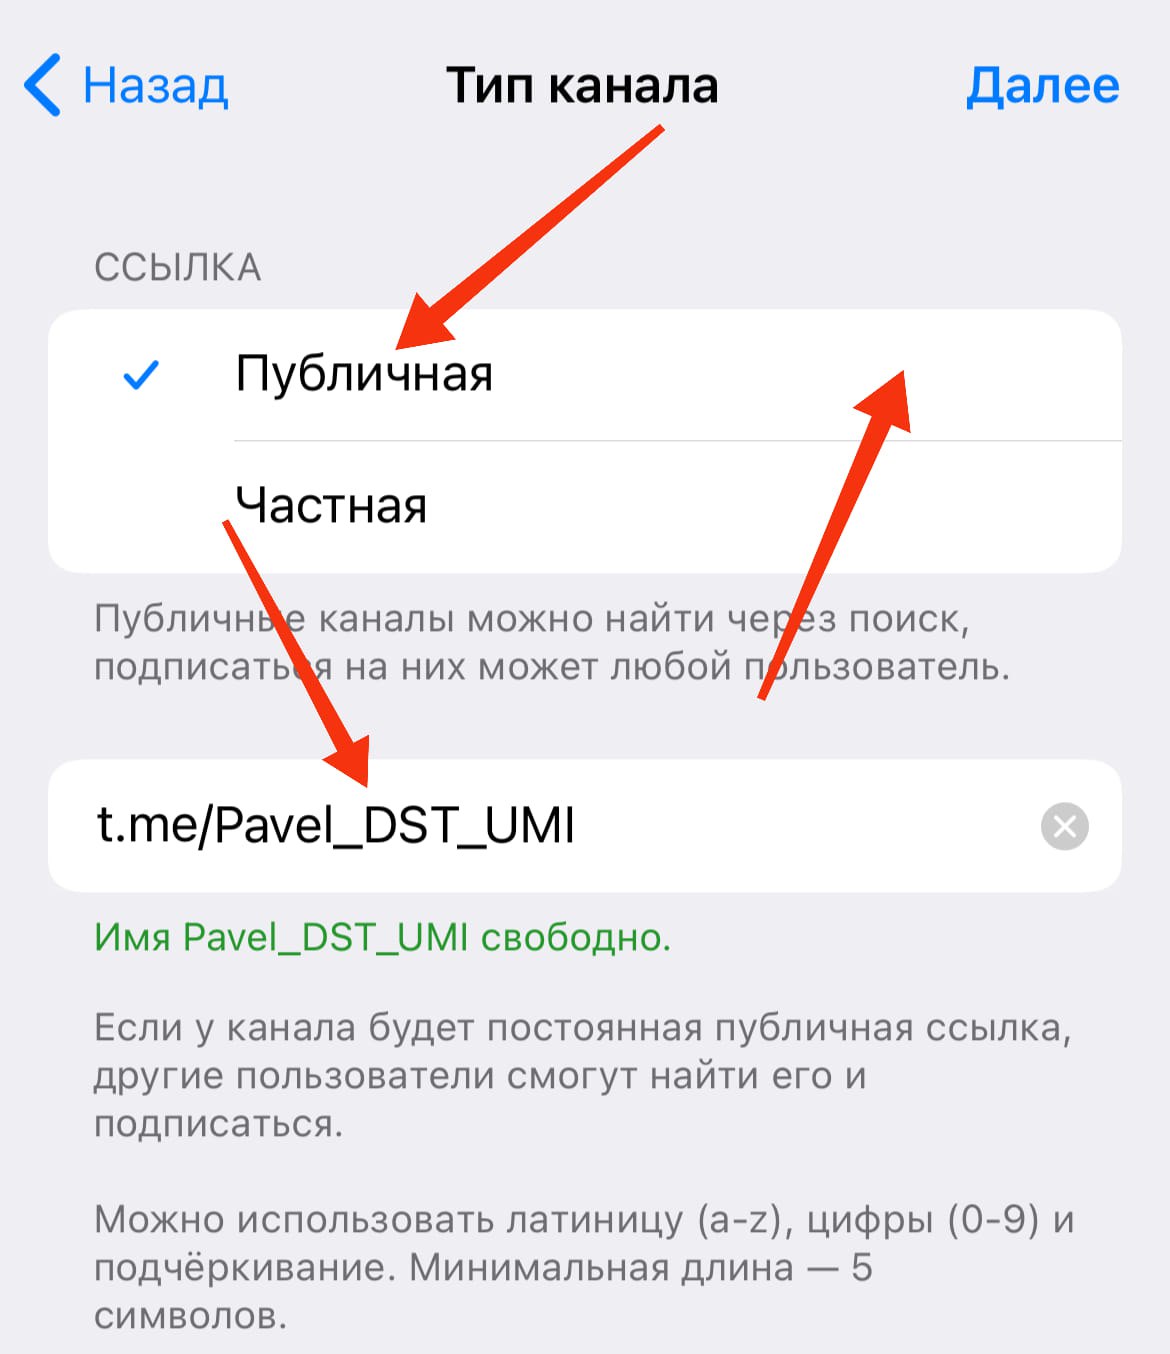 Назад Тип канала Далее
ССЫЛКА
Публичная
Частная
Публичные каналы можно найти через поиск,
подписаться на них может любой пользователь.
t.me/Pavel_DST_UMI
Имя Pavel_DST_UMI свободно.
Если у канала будет постоянная публичная ссылка,
другие пользователи смогут найти его и
подписаться.
Можно использовать латиницу (a-z), цифры (0-9) и
подчёркивание. Минимальная длина — 5
символов.